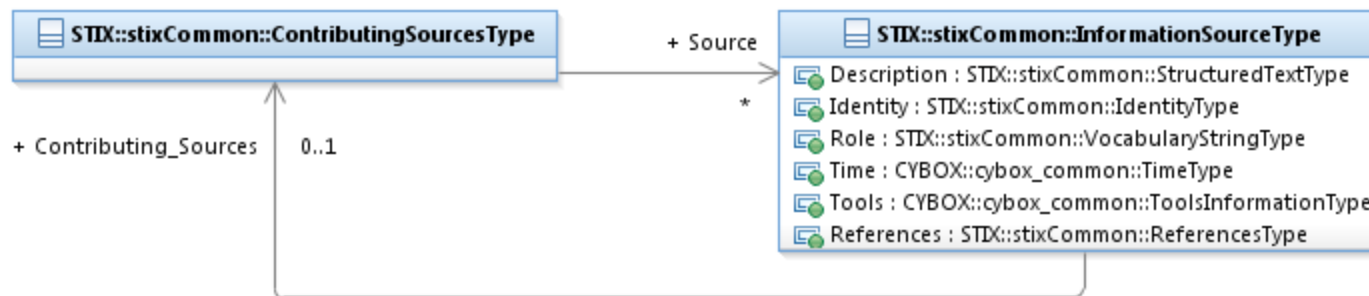 STIX::stixCommon::ContributingSourcesType
+ Source
*
STIX::stixCommon::InformationSourceType
Description : STIX::stixCommon::StructuredTextType
Identity : STIX::stixCommon::IdentityType
Role : STIX::stixCommon::VocabularyStringType
Time : CYBOX::cybox_common::TimeType
Tools : CYBOX::cybox_common::ToolsInformationType
References : STIX::stixCommon::ReferencesType
+ Contributing_Sources
0..1